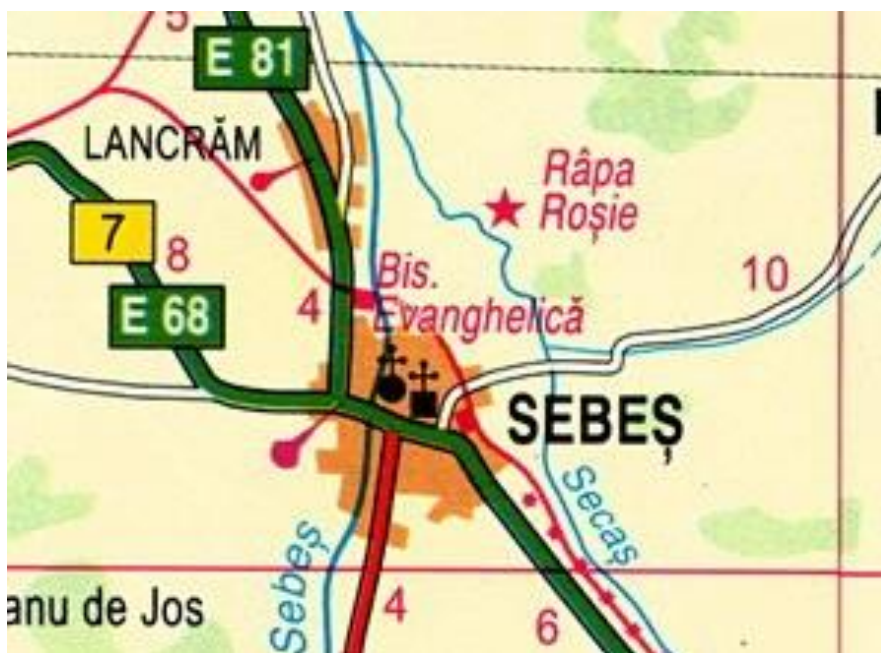 5
E 81
LANCRĂM
Râpa
Roșie
7
8
10
Bis.
Evanghelică
4
E 68
SEBEȘ
Secaș
Sebeș
anu de Jos
4
6